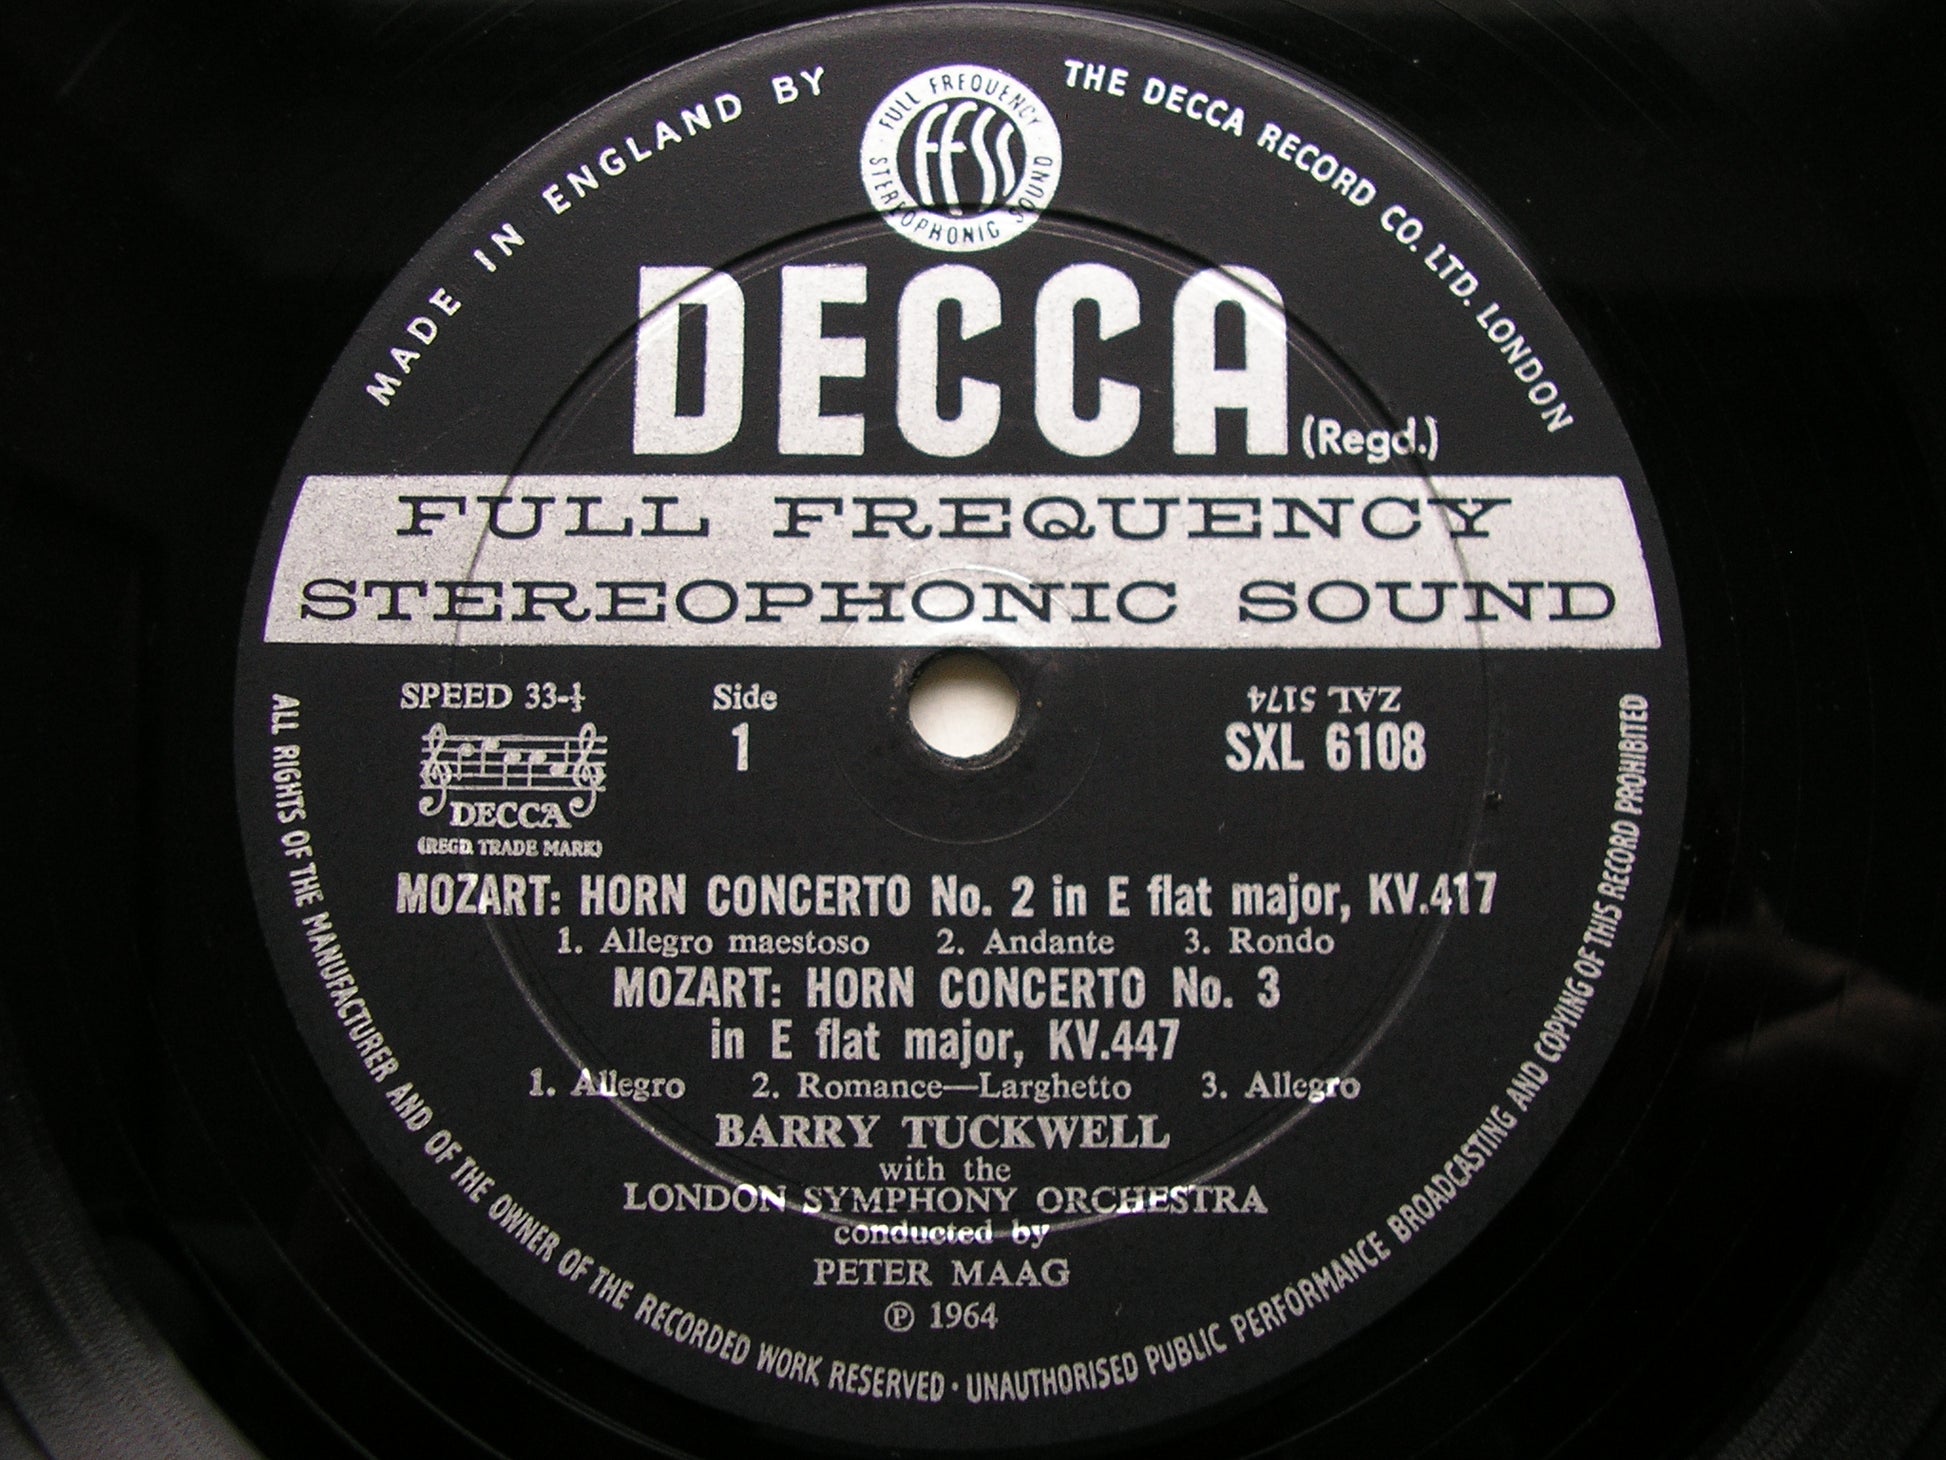 MADE IN ENGLAND BY
THE DECCA RECORD CO. LTD. LONDON
FULL FREQUENCY
ffss
STEREOPHONIC SOUND
DECCA (Regd.)
FULL FREQUENCY
STEREOPHONIC SOUND
SPEED 33-⅓
Side
1
ZAL 5174
SXL 6108
DECCA
(REGD. TRADE MARK)
MOZART: HORN CONCERTO No. 2 in E flat major, KV.417
1. Allegro maestoso 2. Andante 3. Rondo
MOZART: HORN CONCERTO No. 3
in E flat major, KV.447
1. Allegro 2. Romance—Larghetto 3. Allegro
BARRY TUCKWELL
with the
LONDON SYMPHONY ORCHESTRA
conducted by
PETER MAAG
℗ 1964
ALL RIGHTS OF THE MANUFACTURER AND OF THE OWNER OF THE RECORDED WORK RESERVED · UNAUTHORISED PUBLIC PERFORMANCE BROADCASTING AND COPYING OF THIS RECORD PROHIBITED